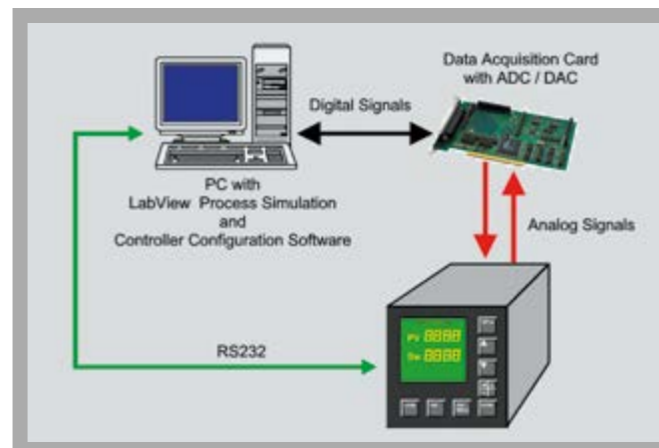 Data Acquisition Card
with ADC / DAC
Digital Signals
PC with
LabView Process Simulation
and
Controller Configuration Software
Analog Signals
RS232
PV 8888
SW 8888